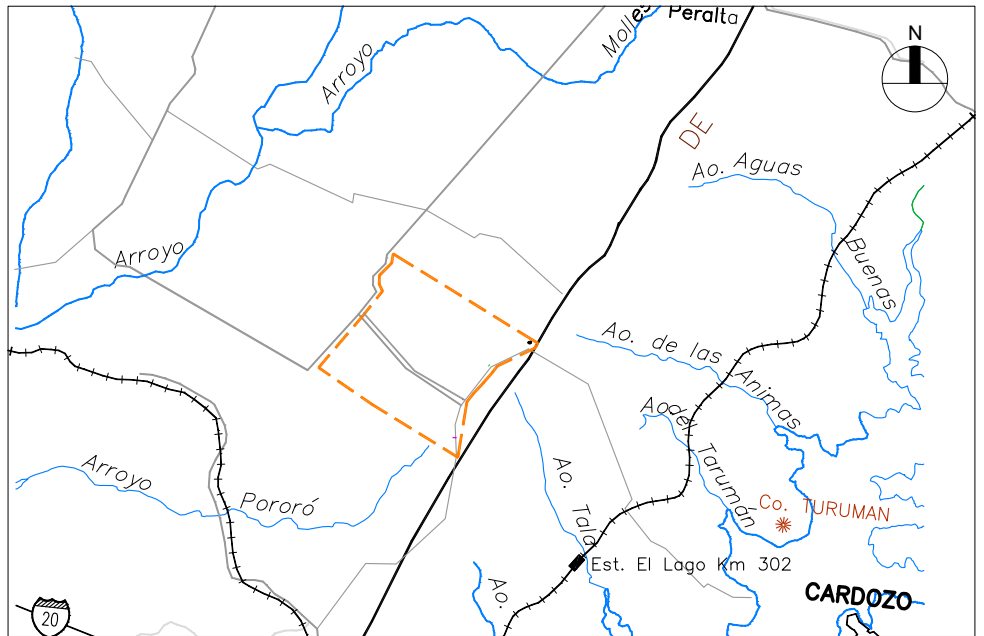 Peralta
Molles
N
Arroyo
DE
Ao. Aguas
Buenas
Arroyo
Ao. de las
Animas
Ao.
del
Tarumán
Arroyo
Pororó
Ao.
Tala
Co. TURUMAN
Est. El Lago Km 302
Ao.
CARDOZO
20